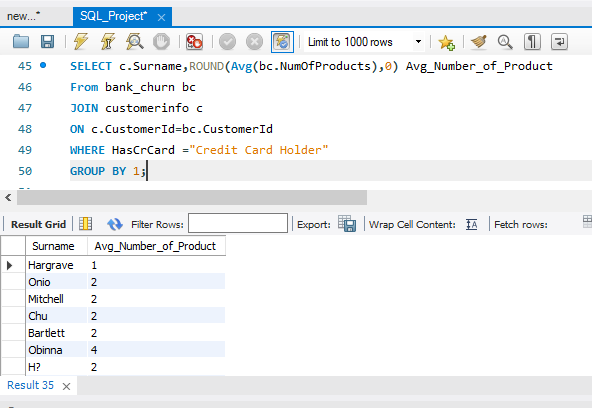 new...* SQL_Project*
Limit to 1000 rows
45 SELECT c.Surname,ROUND(Avg(bc.NumOfProducts),0) Avg_Number_of_Product
46 From bank_churn bc
47 JOIN customerinfo c
48 ON c.CustomerId=bc.CustomerId
49 WHERE HasCrCard ="Credit Card Holder"
50 GROUP BY 1;
Result Grid Filter Rows: Export: Wrap Cell Content: Fetch rows:
Surname Avg_Number_of_Product
Hargrave 1
Onio 2
Mitchell 2
Chu 2
Bartlett 2
Obinna 4
H? 2
Result 35